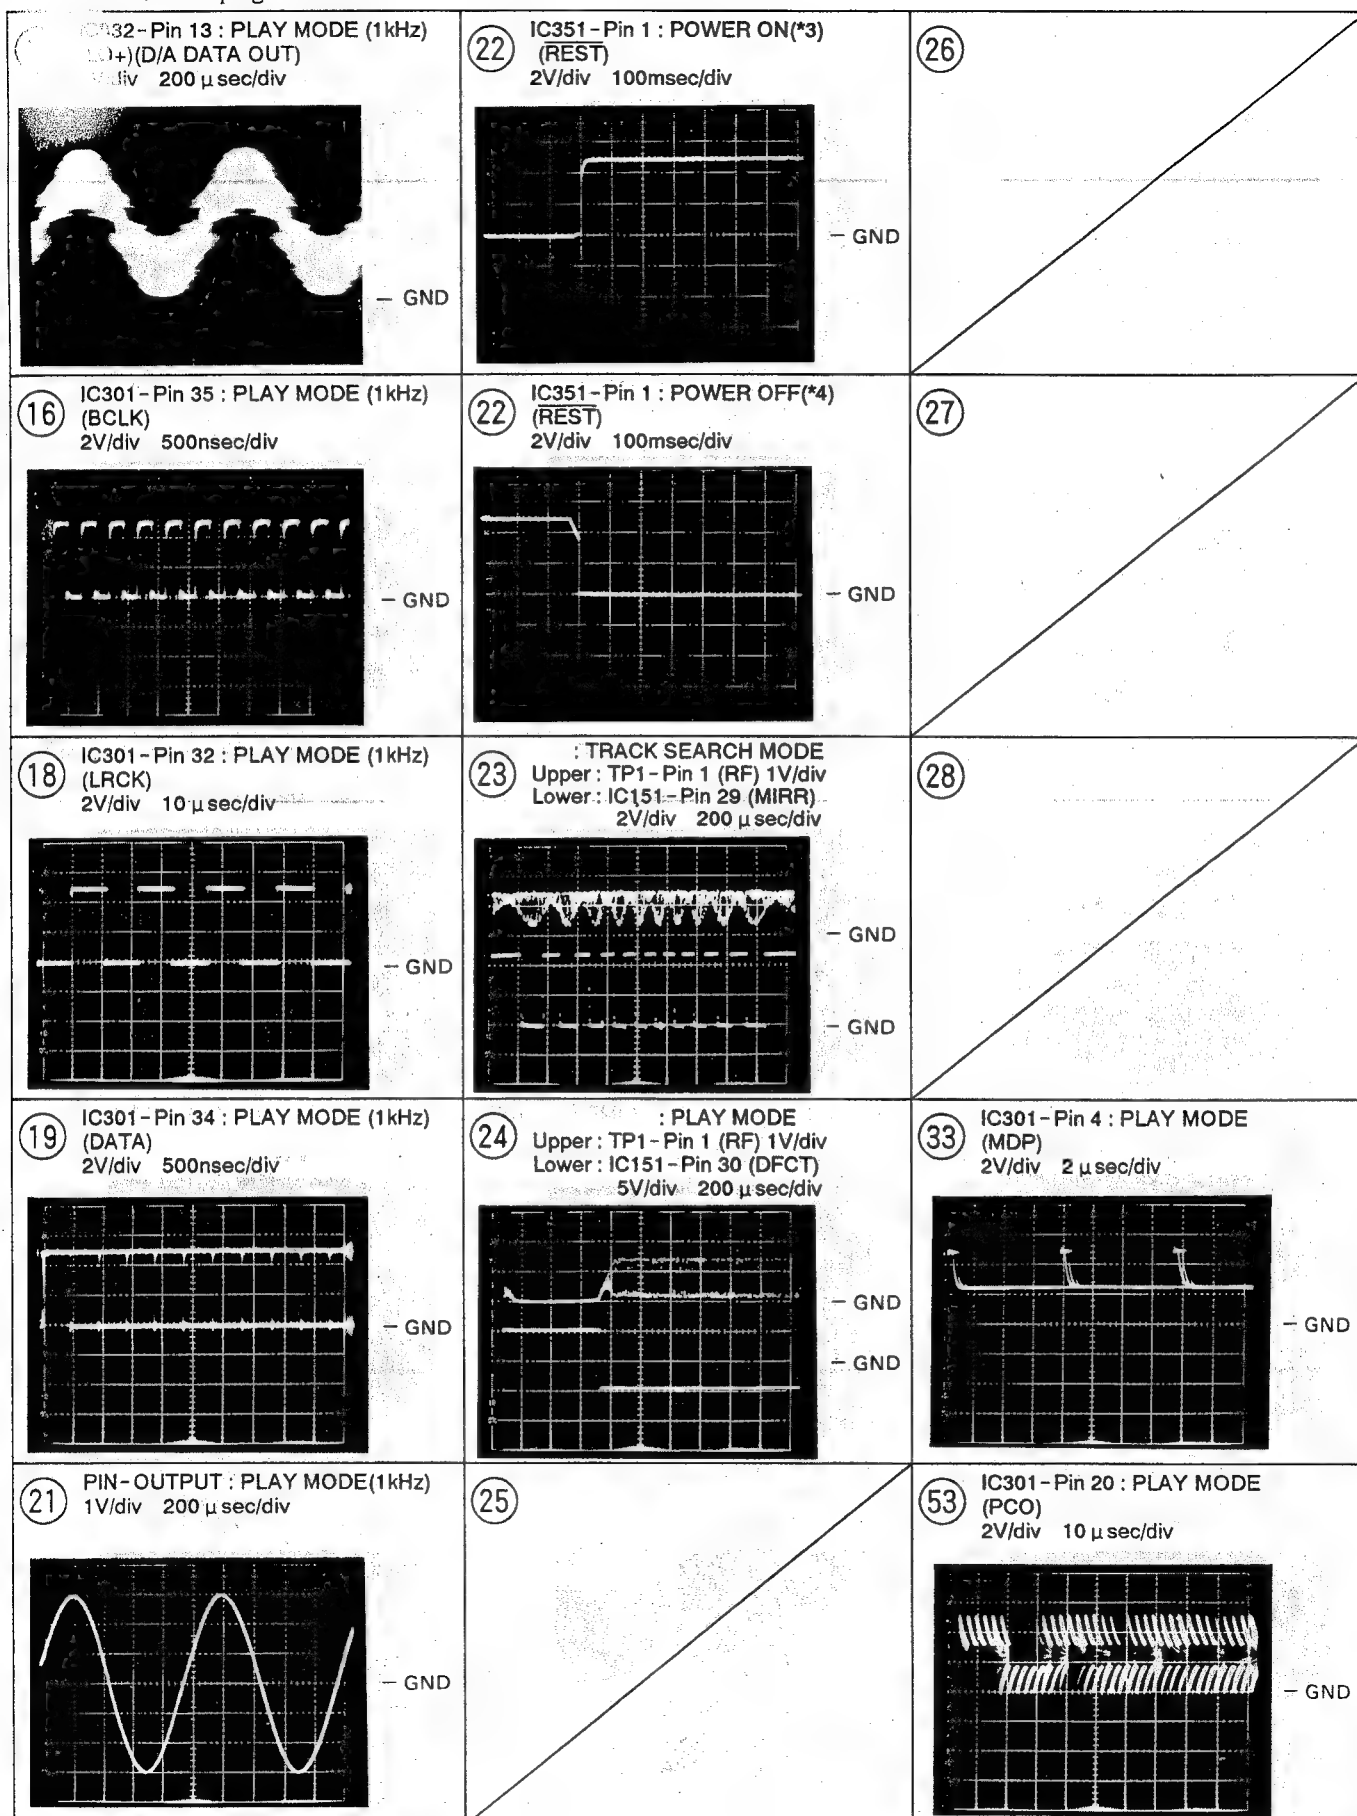 Pin 13 : PLAY MODE (1kHz)
(D/A DATA OUT)
200 µ sec/div
— GND
22
IC351-Pin 1 : POWER ON(*3)
(REST)
2V/div 100msec/div
— GND
26
16
IC301-Pin 35 : PLAY MODE (1kHz)
(BCLK)
2V/div 500nsec/div
— GND
22
IC351-Pin 1 : POWER OFF(*4)
(REST)
2V/div 100msec/div
— GND
27
18
IC301-Pin 32 : PLAY MODE (1kHz)
(LRCK)
2V/div 10 µ sec/div
— GND
23
: TRACK SEARCH MODE
Upper : TP1-Pin 1 (RF) 1V/div
Lower : IC151-Pin 29 (MIRR)
2V/div 200 µ sec/div
— GND
— GND
28
19
IC301-Pin 34 : PLAY MODE (1kHz)
(DATA)
2V/div 500nsec/div
— GND
24
: PLAY MODE
Upper : TP1-Pin 1 (RF) 1V/div
Lower : IC151-Pin 30 (DFCT)
5V/div 200 µ sec/div
— GND
— GND
33
IC301-Pin 4 : PLAY MODE
(MDP)
2V/div 2 µ sec/div
— GND
21
PIN-OUTPUT : PLAY MODE(1kHz)
1V/div 200 µ sec/div
— GND
25
53
IC301-Pin 20 : PLAY MODE
(PCO)
2V/div 10 µ sec/div
— GND